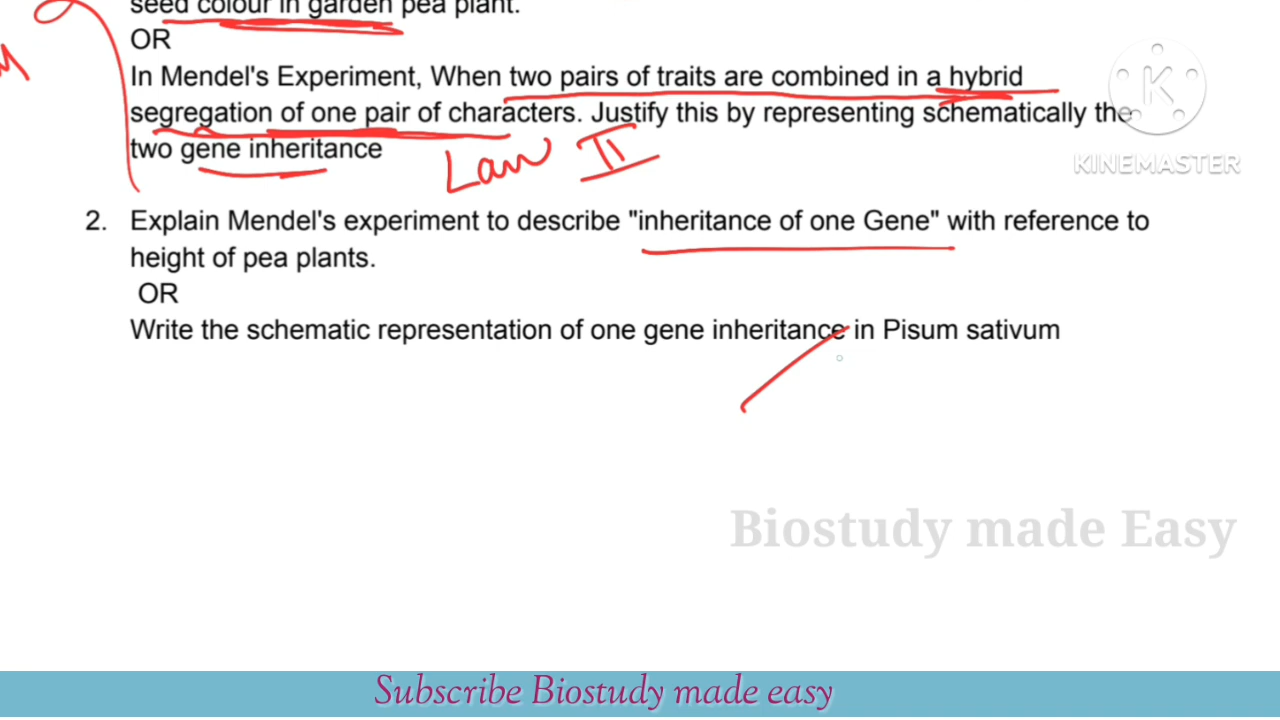 seed colour in garden pea plant.
OR
In Mendel's Experiment, When two pairs of traits are combined in a hybrid
segregation of one pair of characters. Justify this by representing schematically the
two gene inheritance
Law II
K
KINEMASTER
2. Explain Mendel's experiment to describe "inheritance of one Gene" with reference to
height of pea plants.
OR
Write the schematic representation of one gene inheritance in Pisum sativum
Biostudy made Easy
Subscribe Biostudy made easy